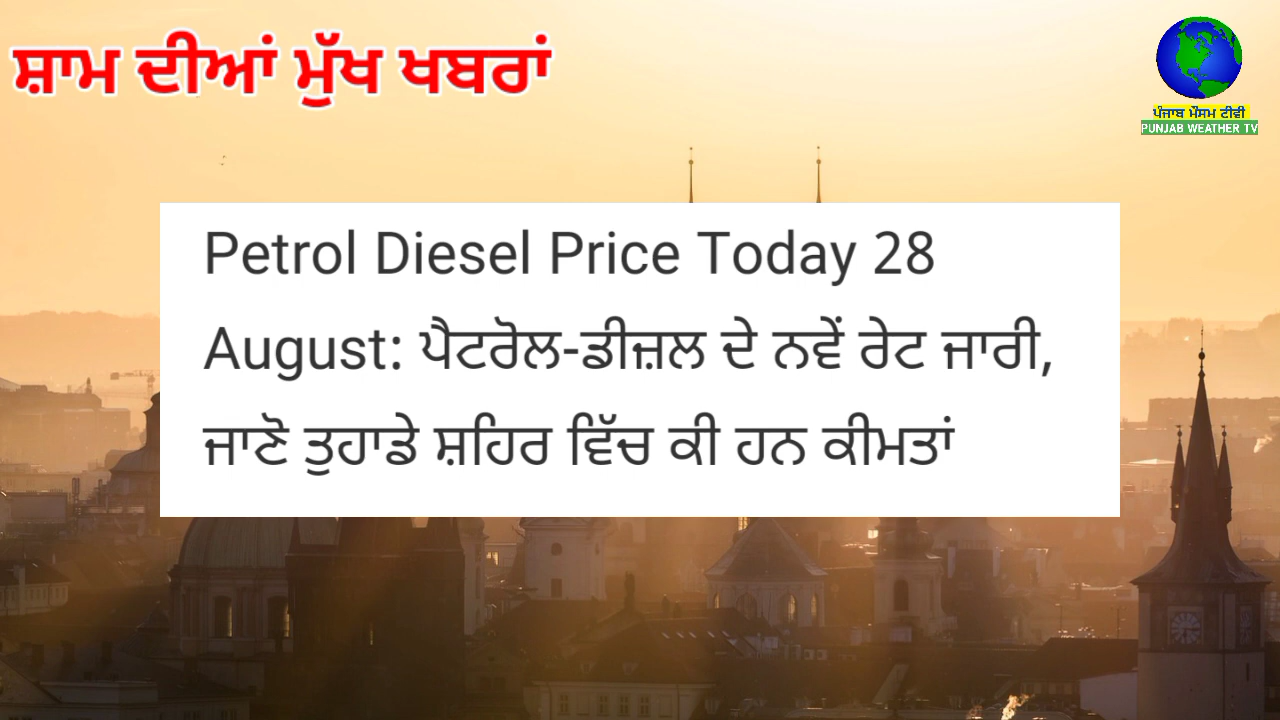 ਸ਼ਾਮ ਦੀਆਂ ਮੁੱਖ ਖਬਰਾਂ
ਪੰਜਾਬ ਮੌਸਮ ਟੀਵੀ
PUNJAB WEATHER TV
Petrol Diesel Price Today 28
August: ਪੈਟਰੋਲ-ਡੀਜ਼ਲ ਦੇ ਨਵੇਂ ਰੇਟ ਜਾਰੀ,
ਜਾਣੋ ਤੁਹਾਡੇ ਸ਼ਹਿਰ ਵਿੱਚ ਕੀ ਹਨ ਕੀਮਤਾਂ